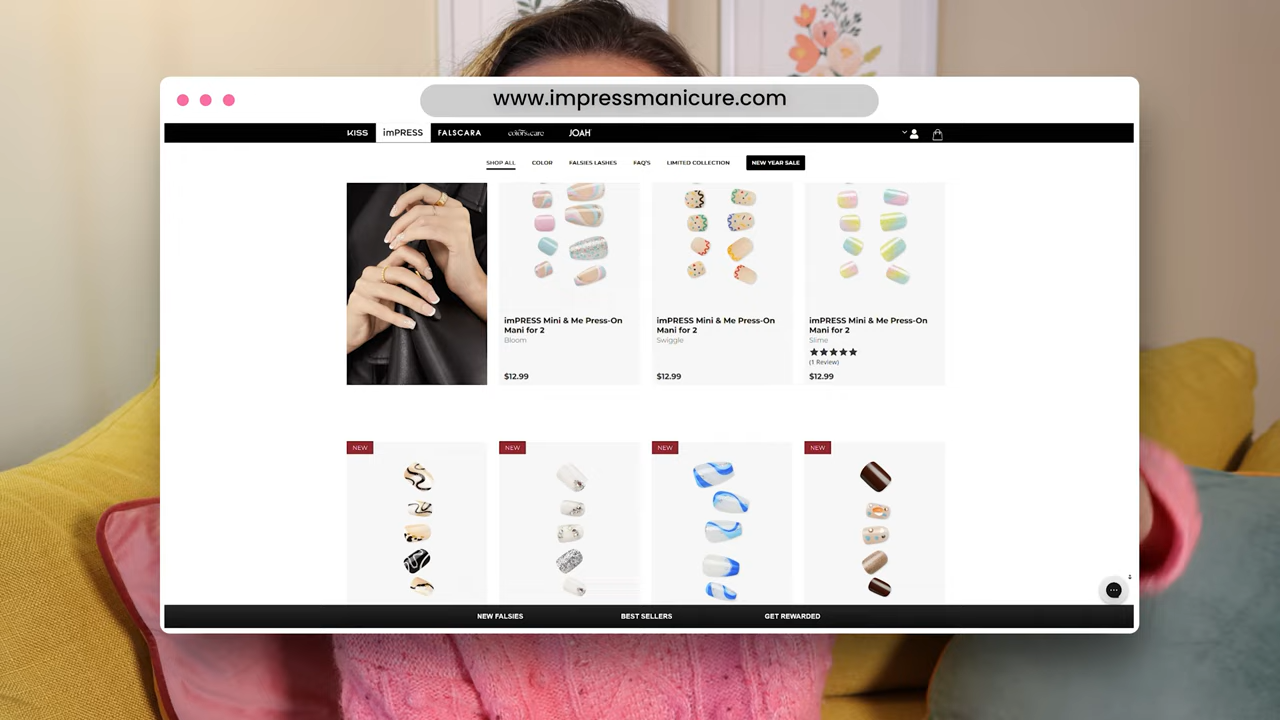 www.impressmanicure.com
KISS imPRESS FALSCARA colors&care JOAH
SHOP ALL COLOR FALSIES LASHES FAQ'S LIMITED COLLECTION NEW YEAR SALE
imPRESS Mini & Me Press-On
Mani for 2
Bloom
$12.99
imPRESS Mini & Me Press-On
Mani for 2
Swiggle
$12.99
imPRESS Mini & Me Press-On
Mani for 2
Slime
(1 Review)
$12.99
NEW
NEW
NEW
NEW
NEW FALSIES BEST SELLERS GET REWARDED